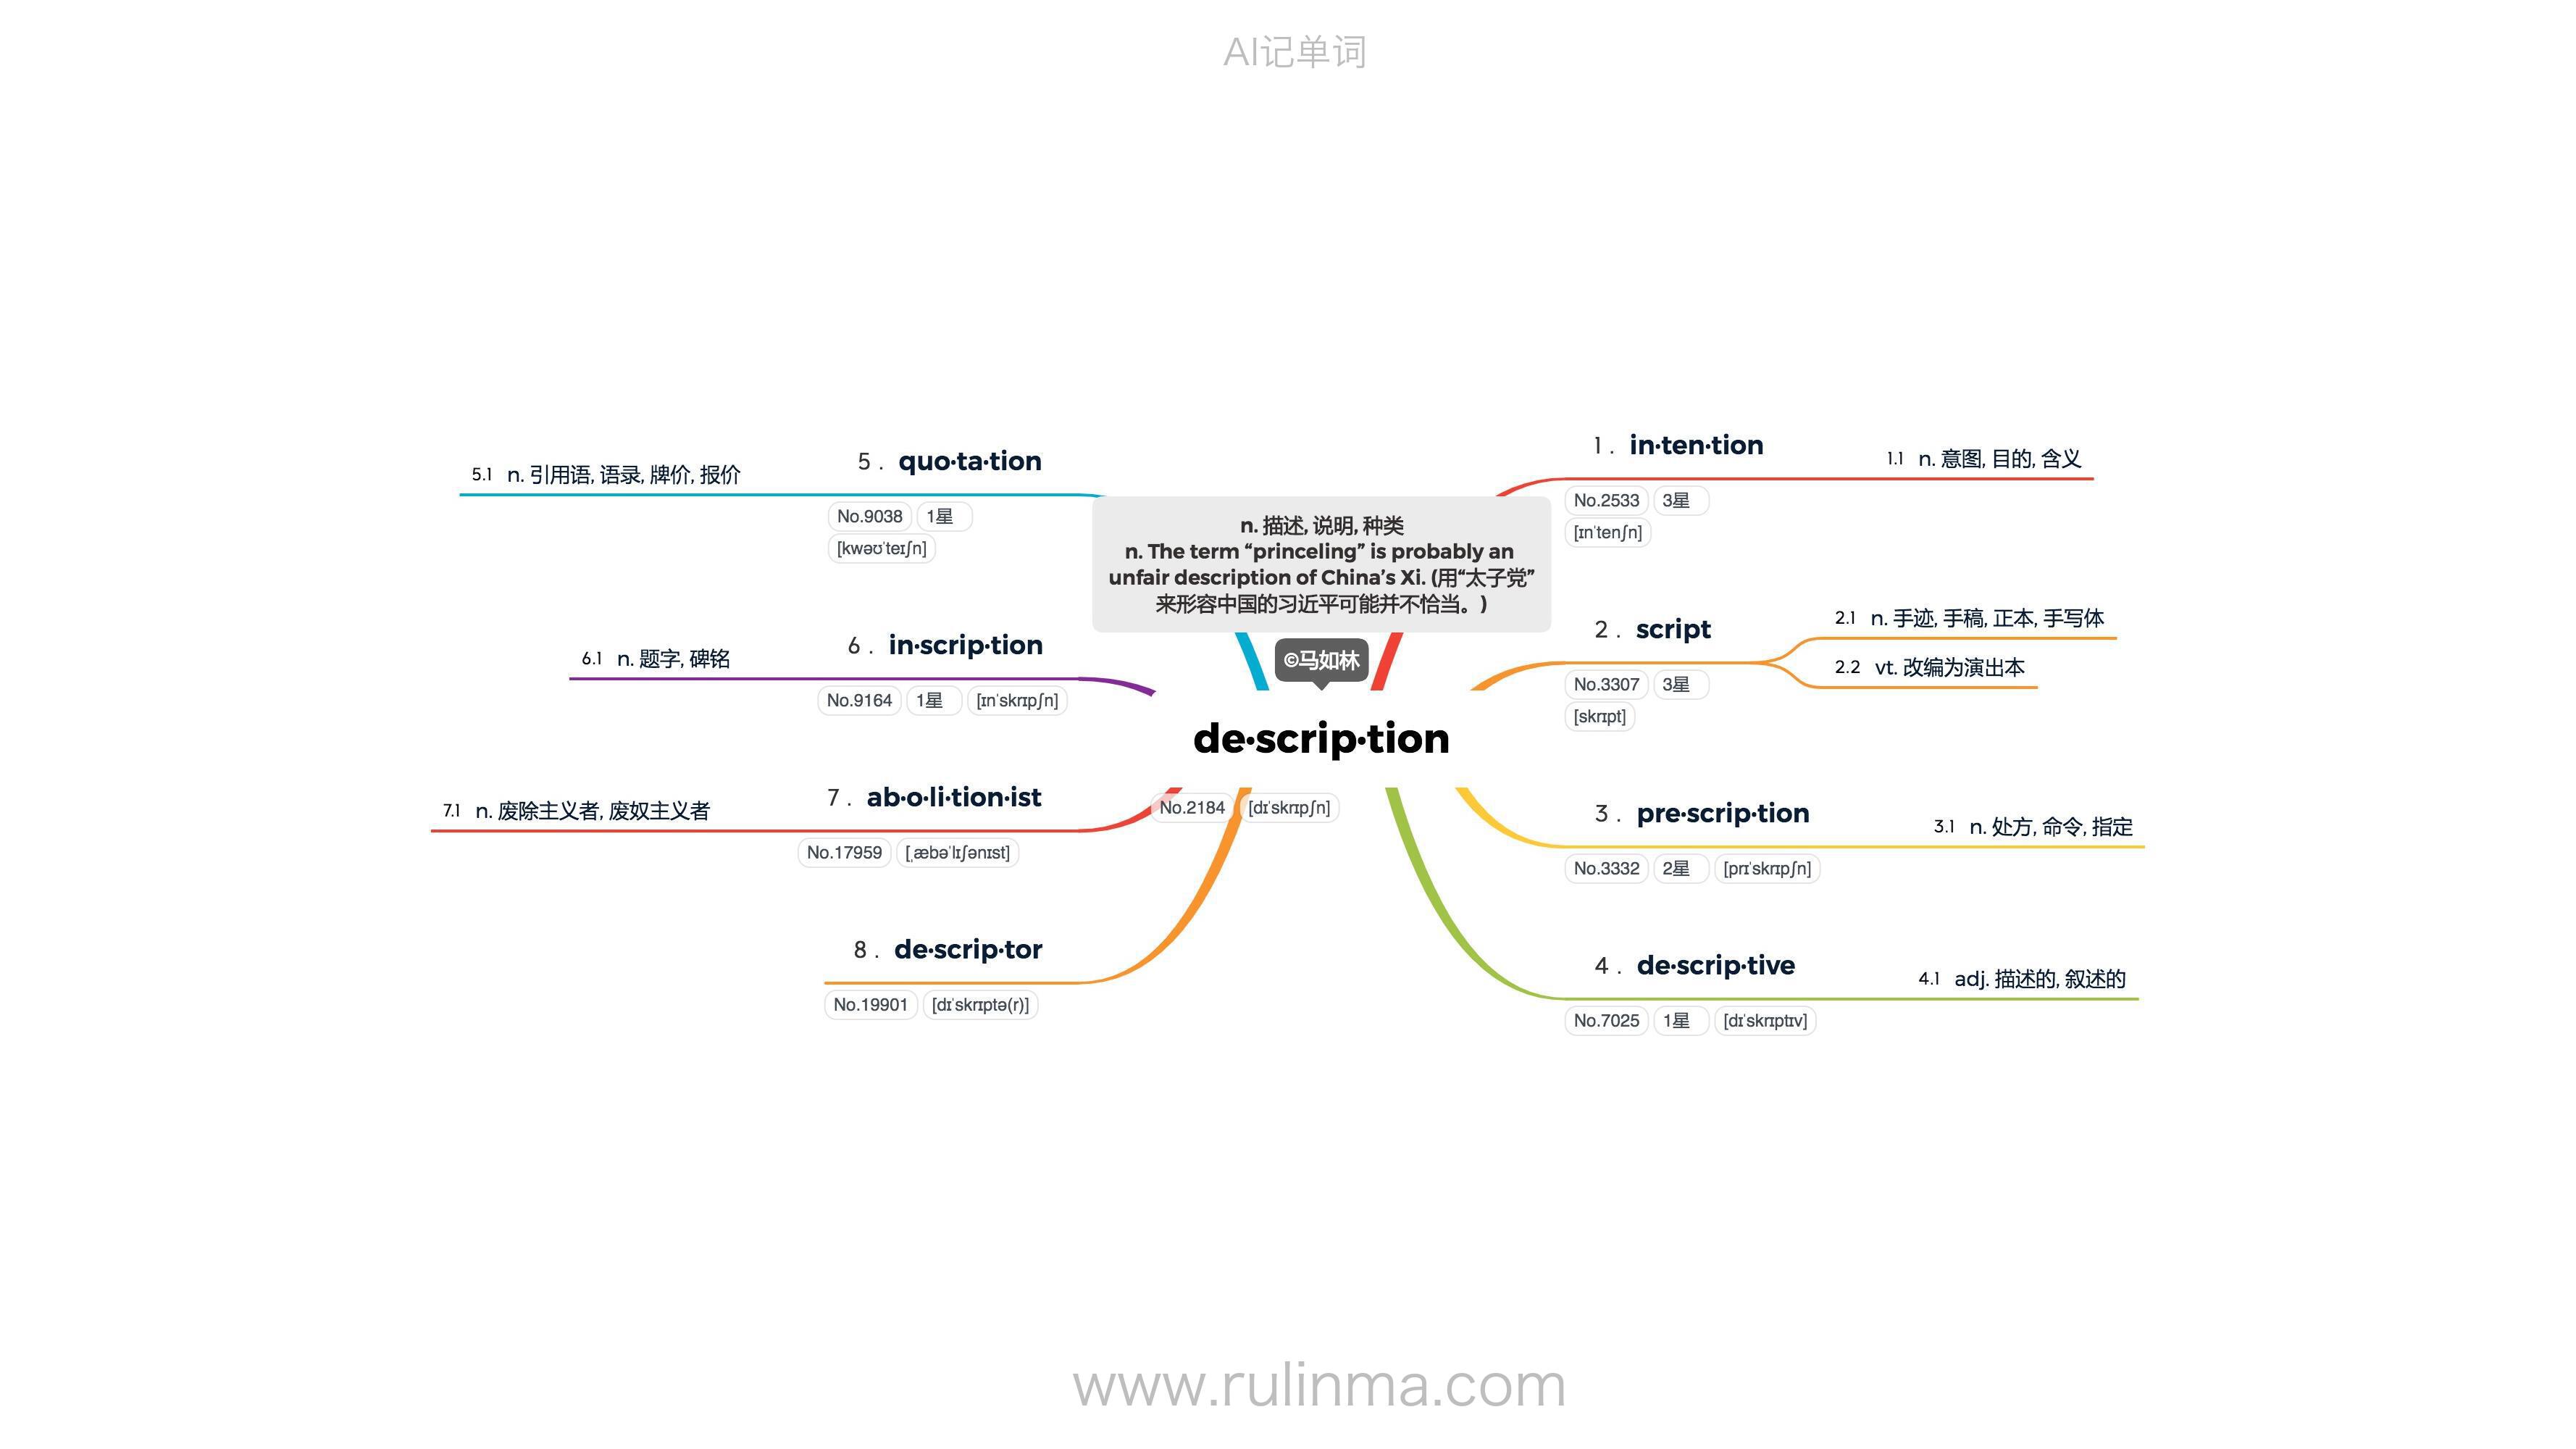 AI记单词
n. 描述, 说明, 种类
n. The term “princeling” is probably an
unfair description of China’s Xi. (用“太子党”
来形容中国的习近平可能并不恰当。)
©马如林
de·scrip·tion
No.2184 [dɪˈskrɪpʃn]
1 . in·ten·tion
No.2533 3星
[ɪnˈtenʃn]
1.1 n. 意图, 目的, 含义
2 . script
No.3307 3星
[skrɪpt]
2.1 n. 手迹, 手稿, 正本, 手写体
2.2 vt. 改编为演出本
3 . pre·scrip·tion
No.3332 2星 [prɪˈskrɪpʃn]
3.1 n. 处方, 命令, 指定
4 . de·scrip·tive
No.7025 1星 [dɪˈskrɪptɪv]
4.1 adj. 描述的, 叙述的
5 . quo·ta·tion
No.9038 1星
[kwəʊˈteɪʃn]
5.1 n. 引用语, 语录, 牌价, 报价
6 . in·scrip·tion
No.9164 1星 [ɪnˈskrɪpʃn]
6.1 n. 题字, 碑铭
7 . ab·o·li·tion·ist
No.17959 [ˌæbəˈlɪʃənɪst]
7.1 n. 废除主义者, 废奴主义者
8 . de·scrip·tor
No.19901 [dɪˈskrɪptə(r)]
www.rulinma.com